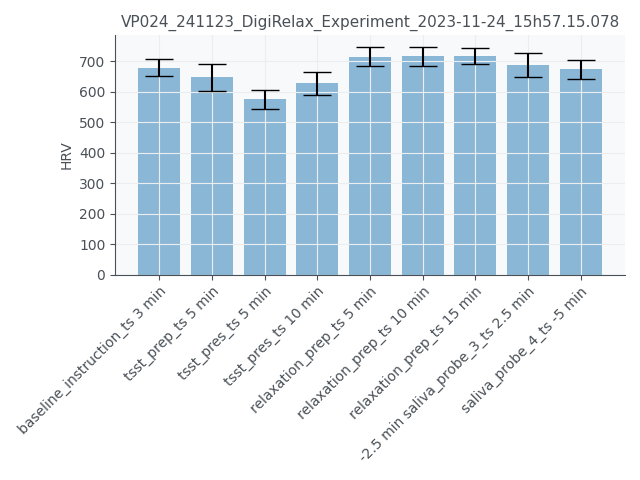 VP024_241123_DigiRelax_Experiment_2023-11-24_15h57.15.078
HRV
700
600
500
400
300
200
100
0
baseline_instruction_ts 3 min
tsst_prep_ts 5 min
tsst_pres_ts 5 min
tsst_pres_ts 10 min
relaxation_prep_ts 5 min
relaxation_prep_ts 10 min
relaxation_prep_ts 15 min
-2.5 min saliva_probe_3_ts 2.5 min
saliva_probe_4_ts -5 min